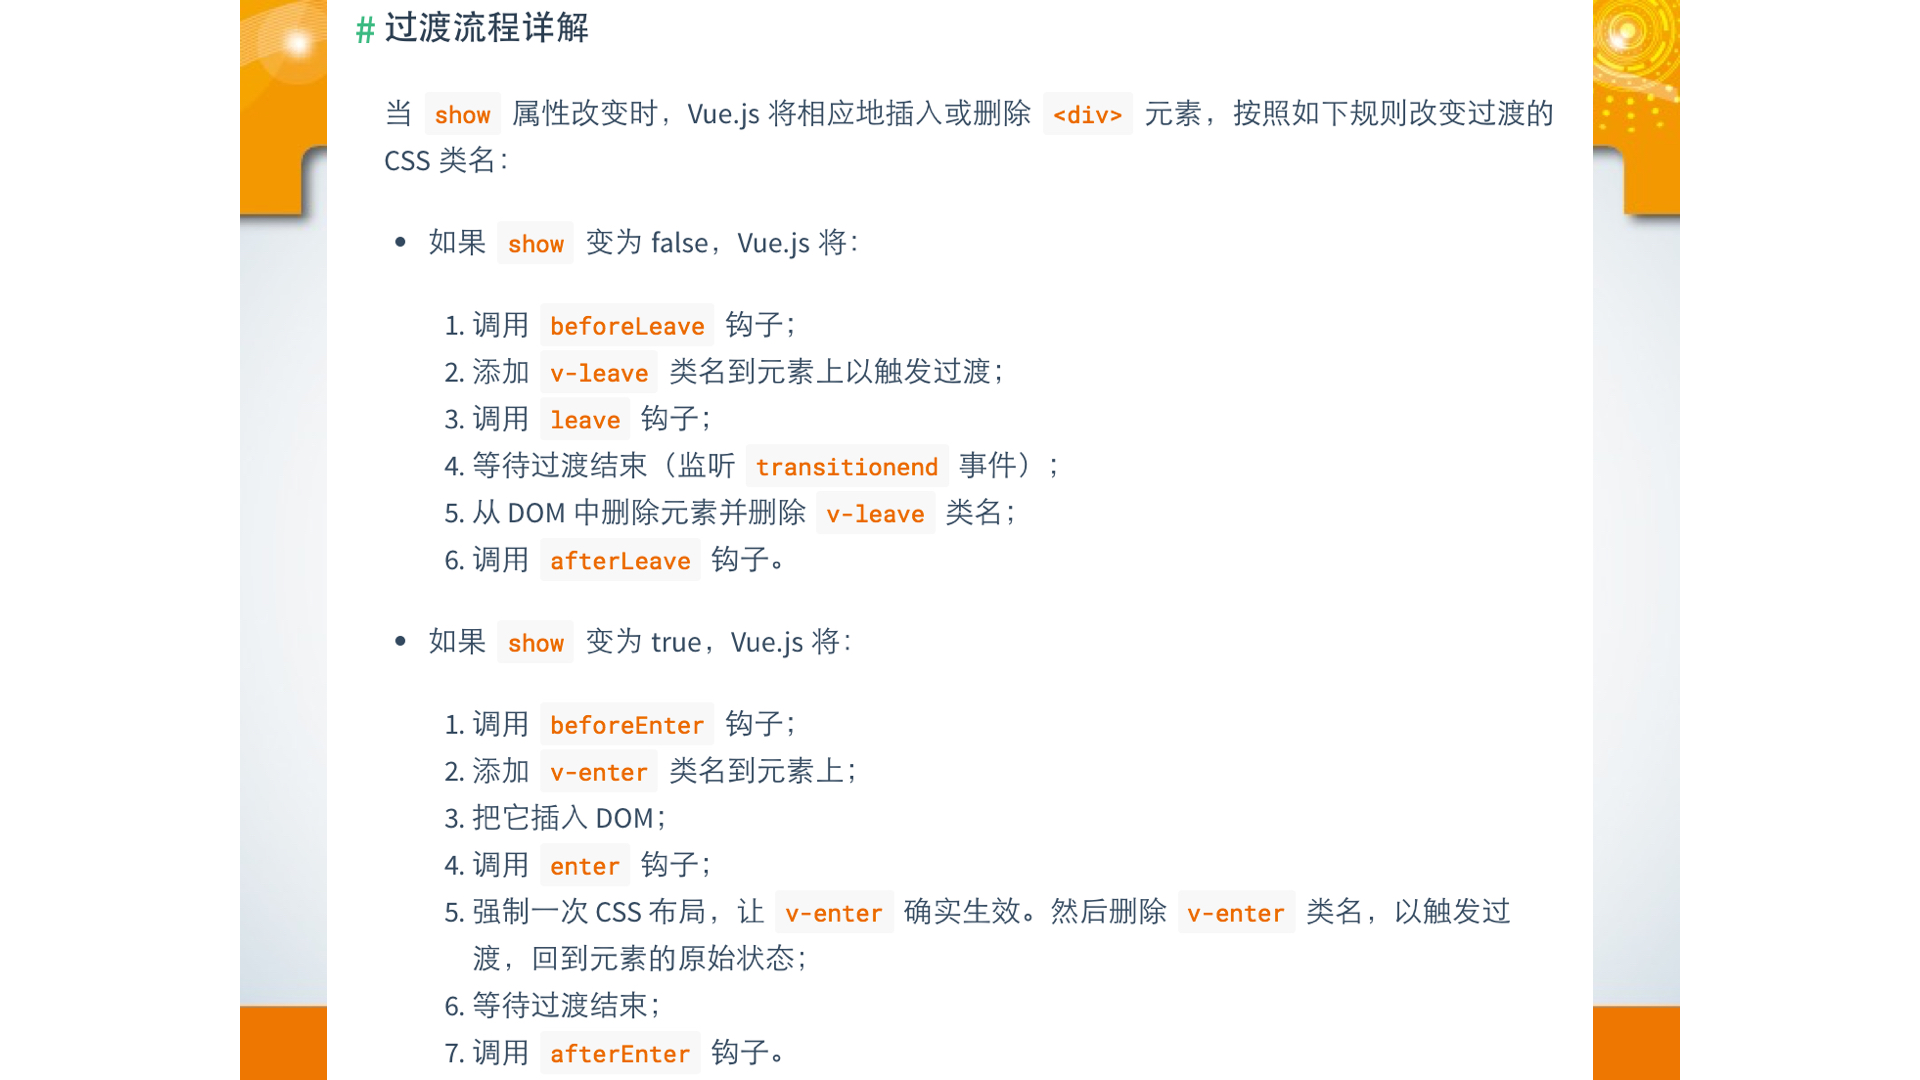 # 过渡流程详解
当 show 属性改变时，Vue.js 将相应地插入或删除 <div> 元素，按照如下规则改变过渡的
CSS 类名：
• 如果 show 变为 false，Vue.js 将：
1. 调用 beforeLeave 钩子；
2. 添加 v-leave 类名到元素上以触发过渡；
3. 调用 leave 钩子；
4. 等待过渡结束（监听 transitionend 事件）；
5. 从 DOM 中删除元素并删除 v-leave 类名；
6. 调用 afterLeave 钩子。
• 如果 show 变为 true，Vue.js 将：
1. 调用 beforeEnter 钩子；
2. 添加 v-enter 类名到元素上；
3. 把它插入 DOM；
4. 调用 enter 钩子；
5. 强制一次 CSS 布局，让 v-enter 确实生效。然后删除 v-enter 类名，以触发过
渡，回到元素的原始状态；
6. 等待过渡结束；
7. 调用 afterEnter 钩子。